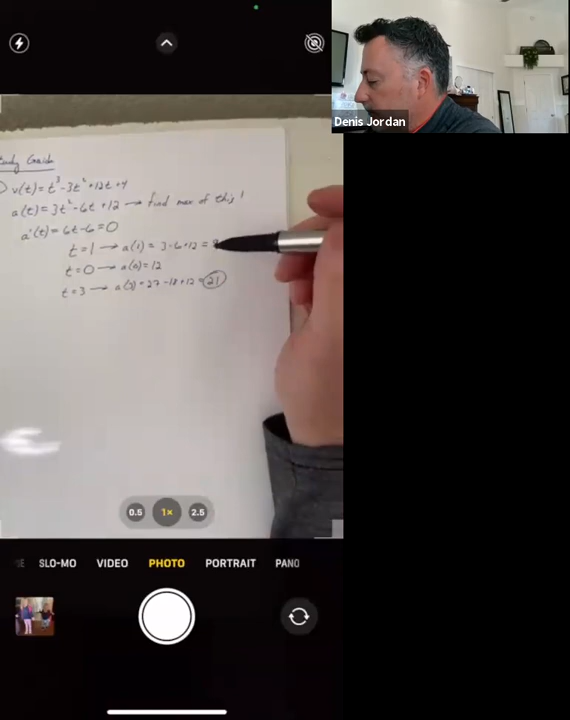 Denis Jordan
Study Guide
v(t) = t³ - 3t² + 12t + 4
a(t) = 3t² - 6t + 12 → find max of this!
a'(t) = 6t - 6 = 0
t = 1 → a(1) = 3 - 6 + 12 = 9
t = 0 → a(0) = 12
t = 3 → a(3) = 27 - 18 + 12 = 21
0.5 1× 2.5
SLO-MO VIDEO PHOTO PORTRAIT PANO